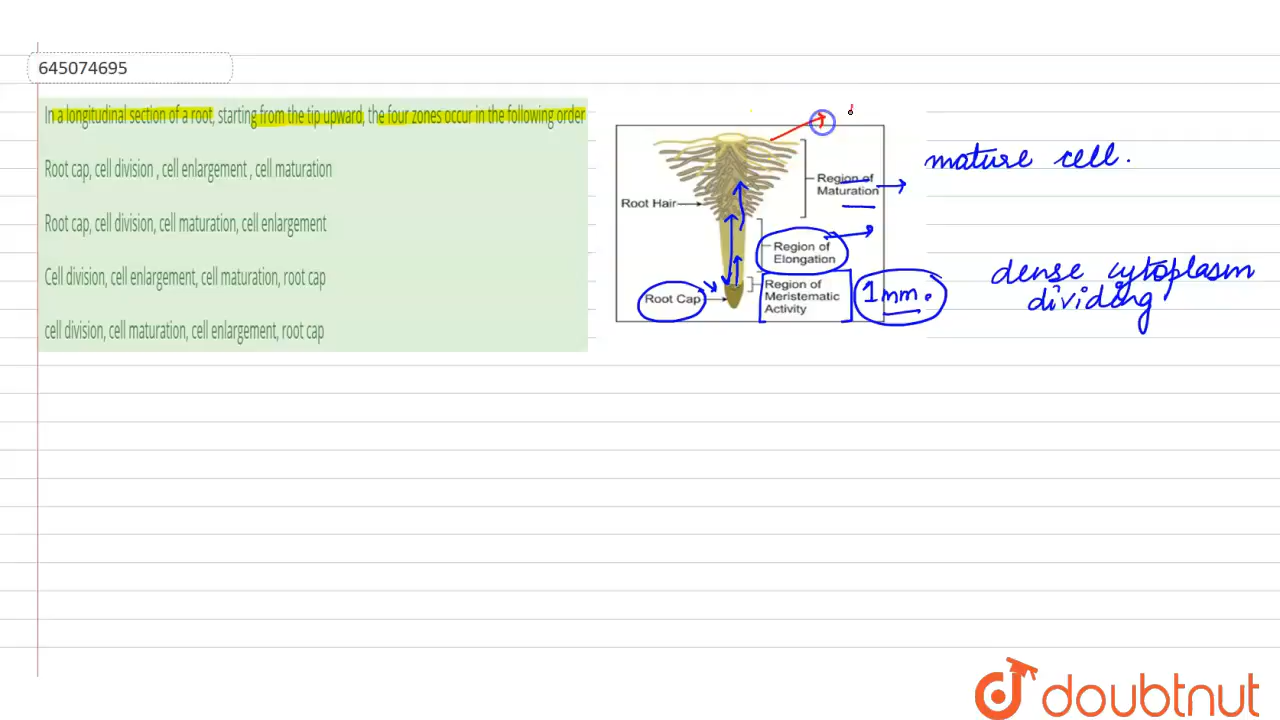 645074695
In a longitudinal section of a root, starting from the tip upward, the four zones occur in the following order
Root cap, cell division , cell enlargement , cell maturation
Root cap, cell division, cell maturation, cell enlargement
Cell division, cell enlargement, cell maturation, root cap
cell division, cell maturation, cell enlargement, root cap
Root Hair
Region of
Maturation
Region of
Elongation
Root Cap
Region of
Meristematic
Activity
1mm.
mature cell.
dense cytoplasm
dividing
doubtnut